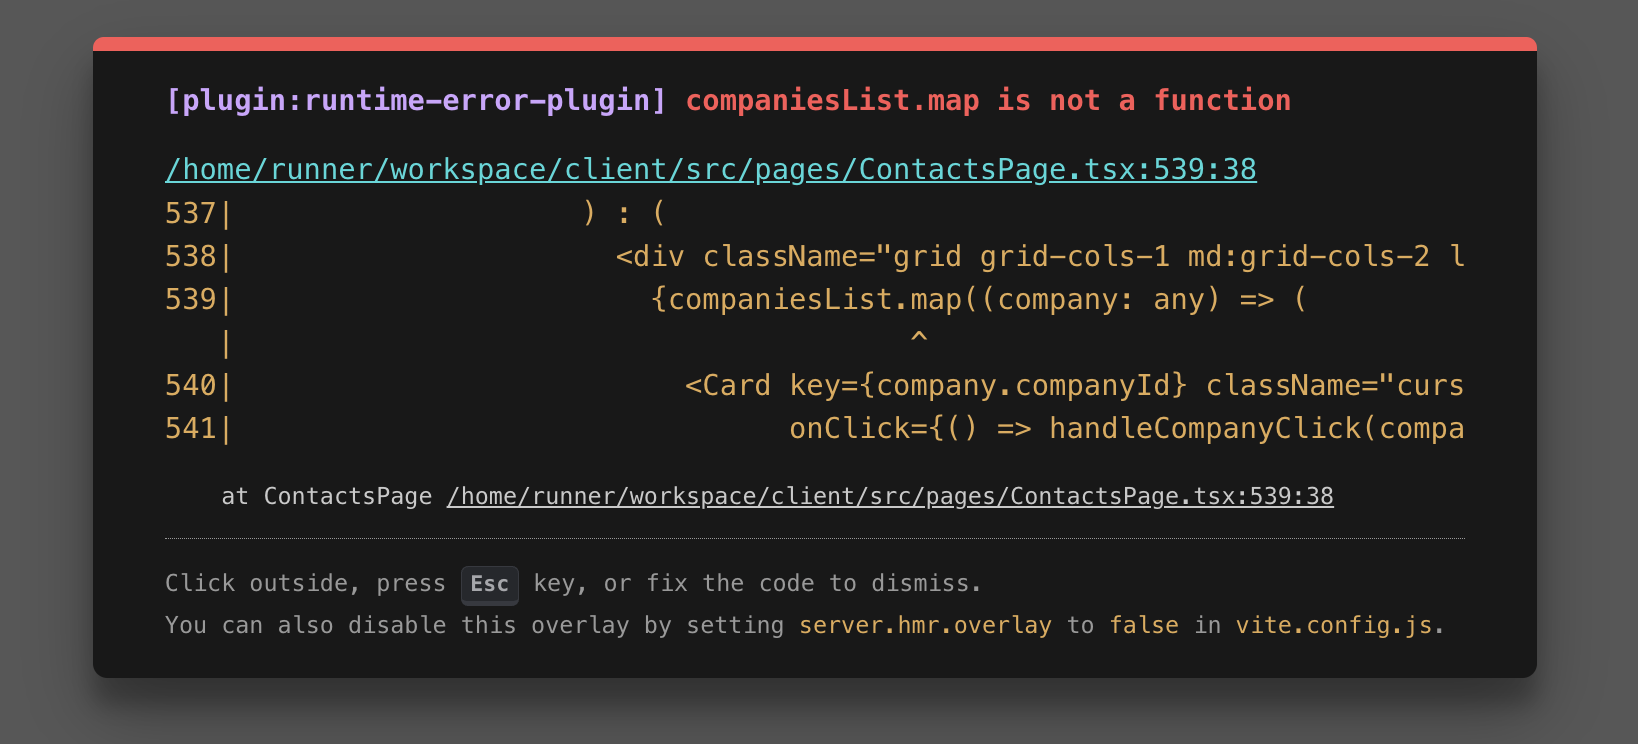 [plugin:runtime-error-plugin] companiesList.map is not a function
/home/runner/workspace/client/src/pages/ContactsPage.tsx:539:38
537|                    ) : (
538|                      <div className="grid grid-cols-1 md:grid-cols-2 l
539|                        {companiesList.map((company: any) => (
   |                                       ^
540|                          <Card key={company.companyId} className="curs
541|                                onClick={() => handleCompanyClick(compa
    at ContactsPage /home/runner/workspace/client/src/pages/ContactsPage.tsx:539:38
Click outside, press Esc key, or fix the code to dismiss.
You can also disable this overlay by setting server.hmr.overlay to false in vite.config.js.